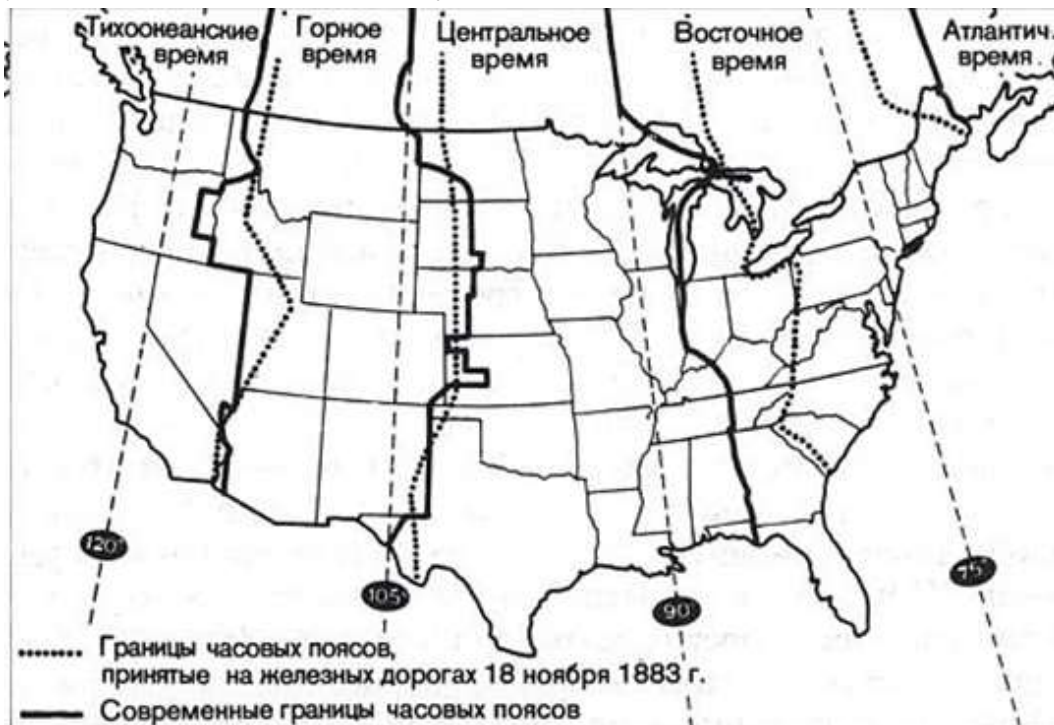 Тихоокеанские время
Горное время
Центральное время
Восточное время
Атлантич. время
120
105
90
75
Границы часовых поясов,
принятые на железных дорогах 18 ноября 1883 г.
Современные границы часовых поясов